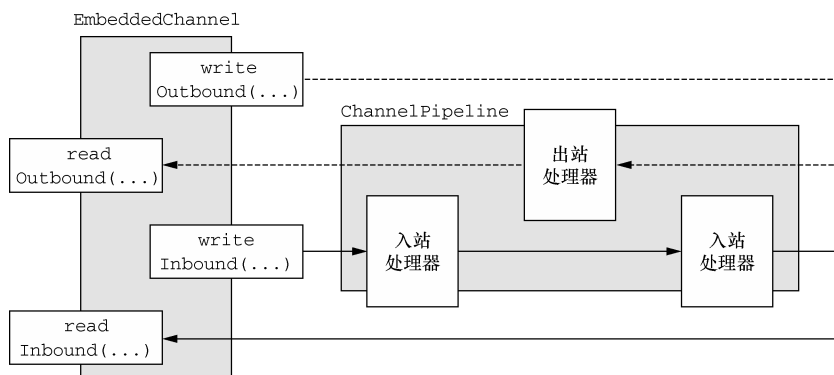 EmbeddedChannel
write
Outbound(...)
ChannelPipeline
read
Outbound(...)
出站
处理器
write
Inbound(...)
入站
处理器
入站
处理器
read
Inbound(...)